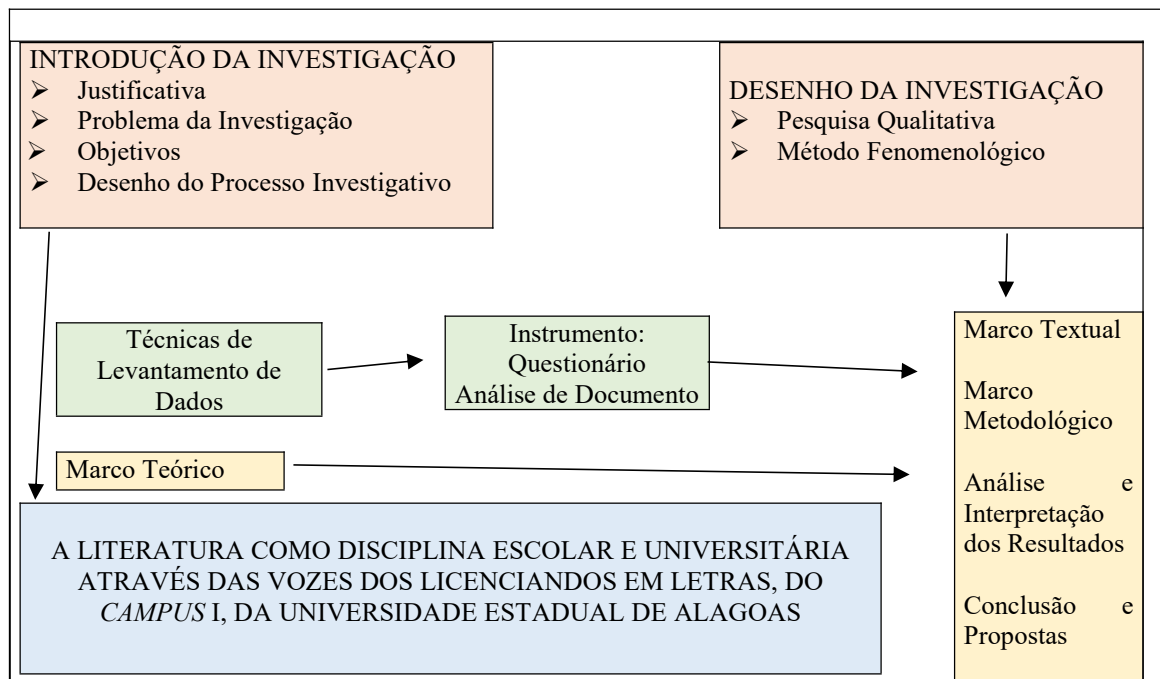 INTRODUÇÃO DA INVESTIGAÇÃO
➢ Justificativa
➢ Problema da Investigação
➢ Objetivos
➢ Desenho do Processo Investigativo
DESENHO DA INVESTIGAÇÃO
➢ Pesquisa Qualitativa
➢ Método Fenomenológico
Técnicas de
Levantamento de
Dados
Instrumento:
Questionário
Análise de Documento
Marco Teórico
Marco Textual
Marco
Metodológico
Análise e
Interpretação
dos Resultados
Conclusão e
Propostas
A LITERATURA COMO DISCIPLINA ESCOLAR E UNIVERSITÁRIA
ATRAVÉS DAS VOZES DOS LICENCIANDOS EM LETRAS, DO
CAMPUS I, DA UNIVERSIDADE ESTADUAL DE ALAGOAS